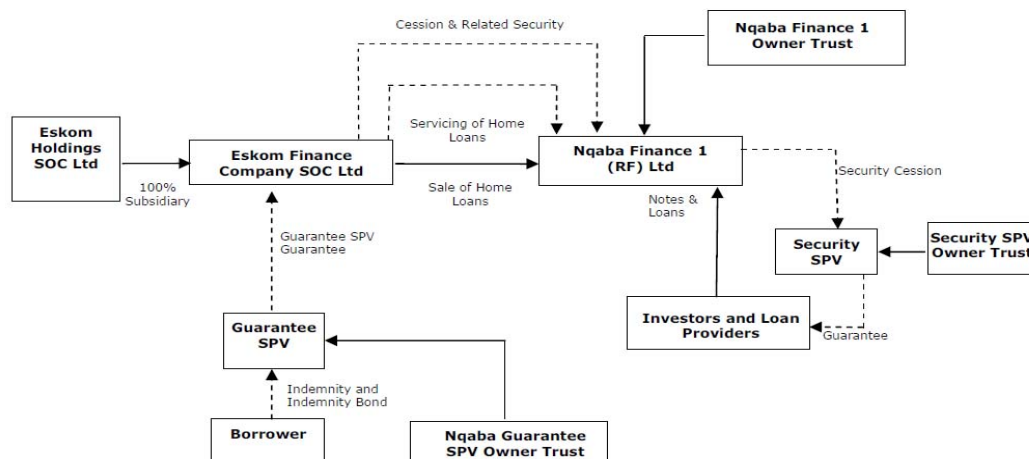 Cession & Related Security
Nqaba Finance 1
Owner Trust
Eskom
Holdings
SOC Ltd
100%
Subsidiary
Eskom Finance
Company SOC Ltd
Servicing of Home
Loans
Sale of Home
Loans
Nqaba Finance 1
(RF) Ltd
Notes &
Loans
Security Cession
Security
SPV
Security SPV
Owner Trust
Guarantee SPV
Guarantee
Investors and Loan
Providers
Guarantee
Guarantee
SPV
Indemnity and
Indemnity Bond
Borrower
Nqaba Guarantee
SPV Owner Trust